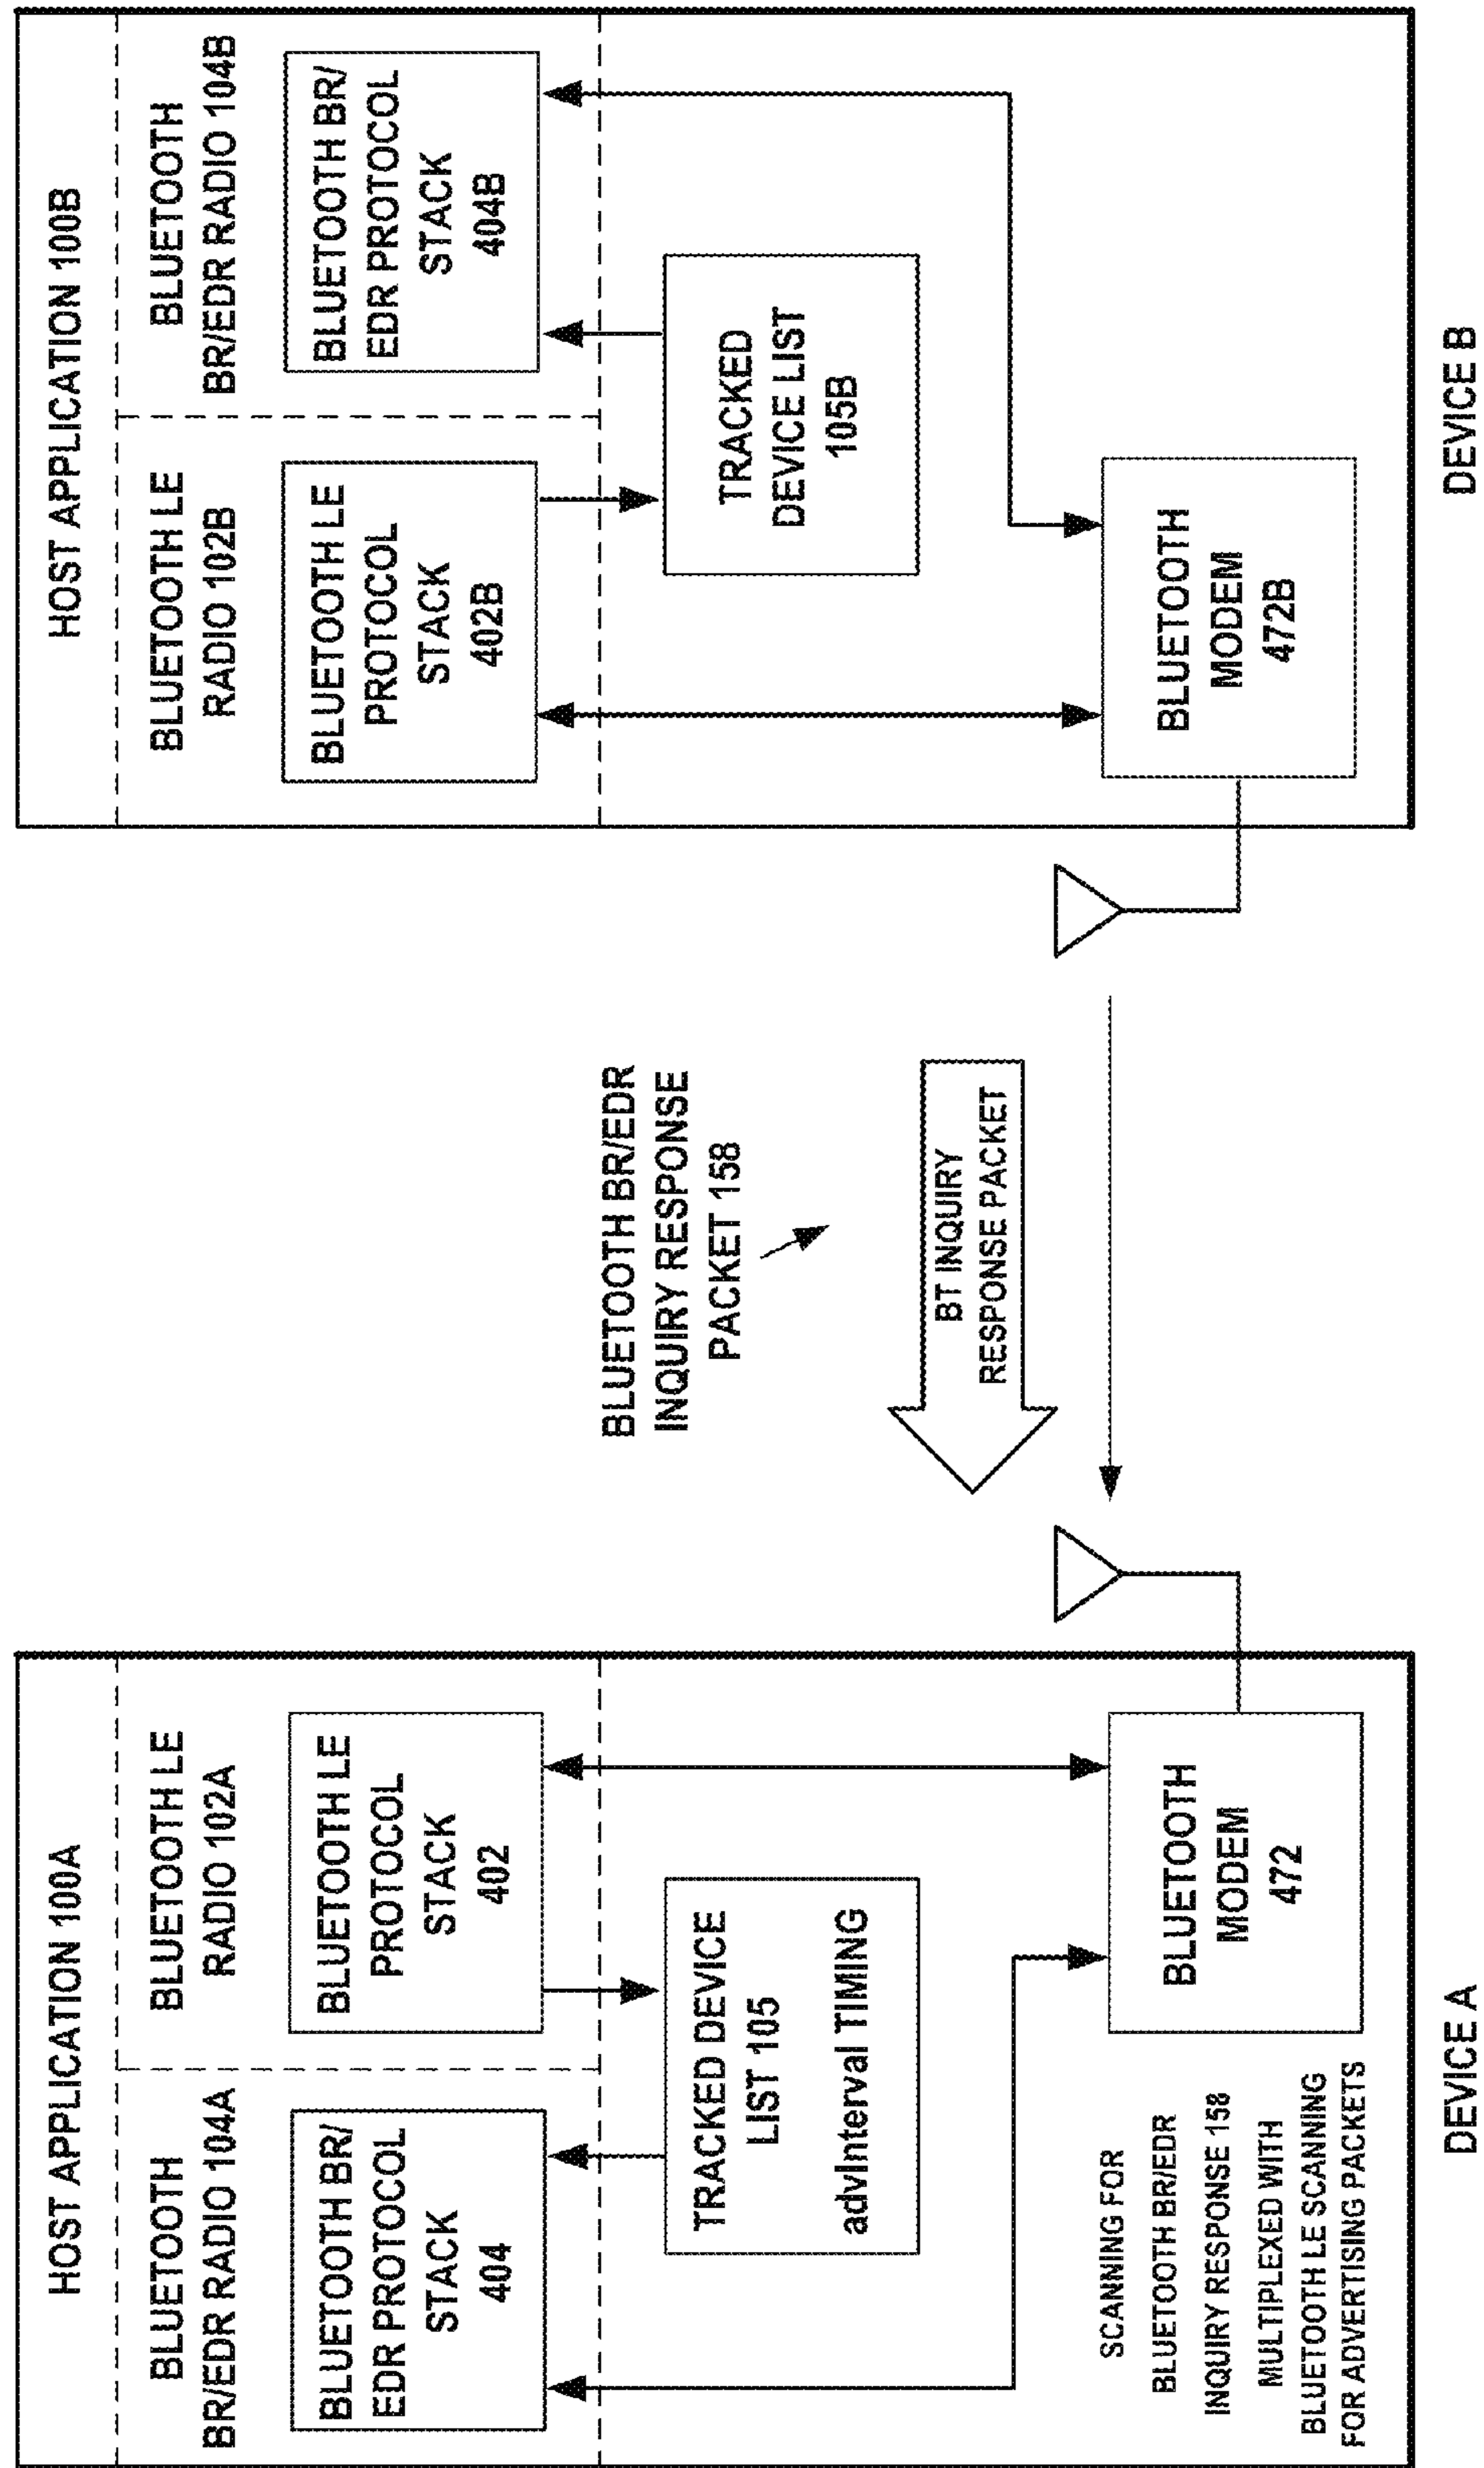 HOST APPLICATION 100A
BLUETOOTH
BR/EDR RADIO 104A
BLUETOOTH LE
RADIO 102A
BLUETOOTH BR/
EDR PROTOCOL
STACK
404
BLUETOOTH LE
PROTOCOL
STACK
402
TRACKED DEVICE
LIST 105
advInterval TIMING
SCANNING FOR
BLUETOOTH BR/EDR
INQUIRY RESPONSE 158
MULTIPLEXED WITH
BLUETOOTH LE SCANNING
FOR ADVERTISING PACKETS
BLUETOOTH
MODEM
472
DEVICE A
BLUETOOTH BR/EDR
INQUIRY RESPONSE
PACKET 158
BT INQUIRY
RESPONSE PACKET
HOST APPLICATION 100B
BLUETOOTH LE
RADIO 102B
BLUETOOTH
BR/EDR RADIO 104B
BLUETOOTH LE
PROTOCOL
STACK
402B
BLUETOOTH BR/
EDR PROTOCOL
STACK
404B
TRACKED
DEVICE LIST
105B
BLUETOOTH
MODEM
472B
DEVICE B